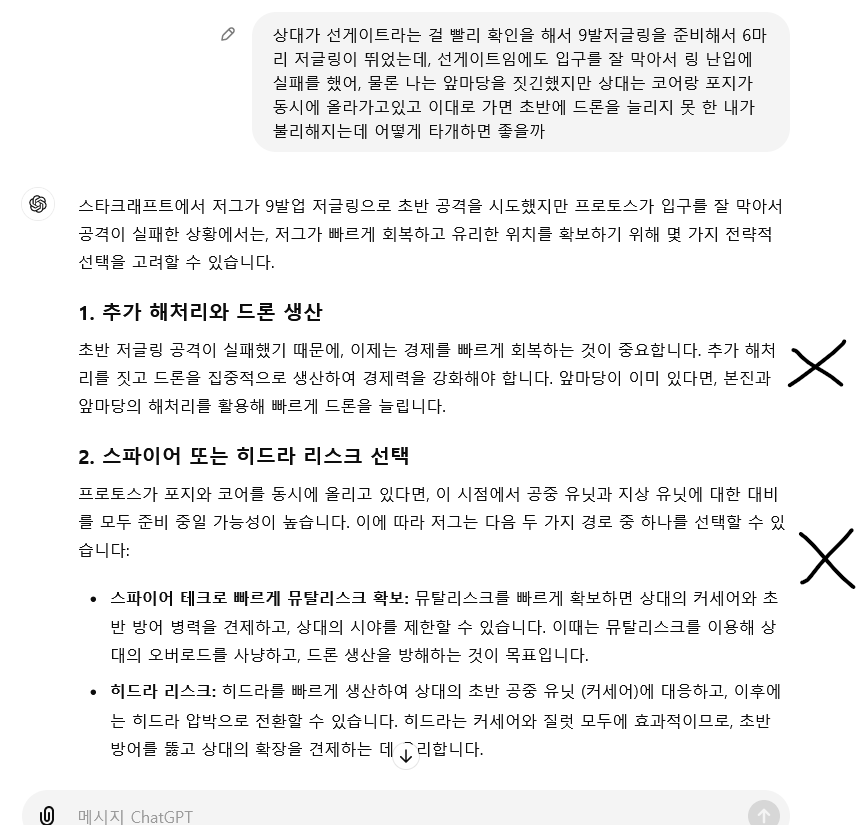 상대가 선게이트라는 걸 빨리 확인을 해서 9발저글링을 준비해서 6마
리 저글링이 뛰었는데, 선게이트임에도 입구를 잘 막아서 링 난입에
실패를 했어, 물론 나는 앞마당을 짓긴했지만 상대는 코어랑 포지가
동시에 올라가고있고 이대로 가면 초반에 드론을 늘리지 못 한 내가
불리해지는데 어떻게 타개하면 좋을까
스타크래프트에서 저그가 9발업 저글링으로 초반 공격을 시도했지만 프로토스가 입구를 잘 막아서
공격이 실패한 상황에서는, 저그가 빠르게 회복하고 유리한 위치를 확보하기 위해 몇 가지 전략적
선택을 고려할 수 있습니다.
1. 추가 해처리와 드론 생산
초반 저글링 공격이 실패했기 때문에, 이제는 경제를 빠르게 회복하는 것이 중요합니다. 추가 해처
리를 짓고 드론을 집중적으로 생산하여 경제력을 강화해야 합니다. 앞마당이 이미 있다면, 본진과
앞마당의 해처리를 활용해 빠르게 드론을 늘립니다.
2. 스파이어 또는 히드라 리스크 선택
프로토스가 포지와 코어를 동시에 올리고 있다면, 이 시점에서 공중 유닛과 지상 유닛에 대한 대비
를 모두 준비 중일 가능성이 높습니다. 이에 따라 저그는 다음 두 가지 경로 중 하나를 선택할 수 있
습니다:
• 스파이어 테크로 빠르게 뮤탈리스크 확보: 뮤탈리스크를 빠르게 확보하면 상대의 커세어와 초
반 방어 병력을 견제하고, 상대의 시야를 제한할 수 있습니다. 이때는 뮤탈리스크를 이용해 상
대의 오버로드를 사냥하고, 드론 생산을 방해하는 것이 목표입니다.
• 히드라 리스크: 히드라를 빠르게 생산하여 상대의 초반 공중 유닛 (커세어)에 대응하고, 이후에
는 히드라 압박으로 전환할 수 있습니다. 히드라는 커세어와 질럿 모두에 효과적이므로, 초반
방어를 뚫고 상대의 확장을 견제하는 데 리합니다.
메시지 ChatGPT